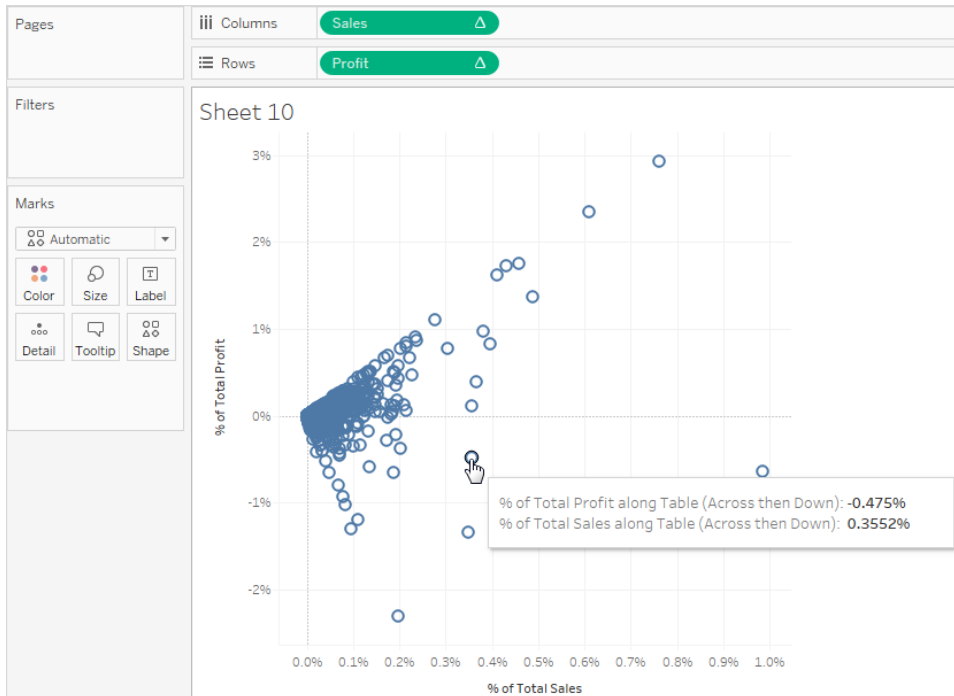 Pages
Columns
Sales Δ
Rows
Profit Δ
Filters
Sheet 10
Marks
Automatic
Color
Size
T
Label
Detail
Tooltip
Shape
% of Total Profit
3%
2%
1%
0%
-1%
-2%
% of Total Profit along Table (Across then Down): -0.475%
% of Total Sales along Table (Across then Down): 0.3552%
0.0% 0.1% 0.2% 0.3% 0.4% 0.5% 0.6% 0.7% 0.8% 0.9% 1.0%
% of Total Sales